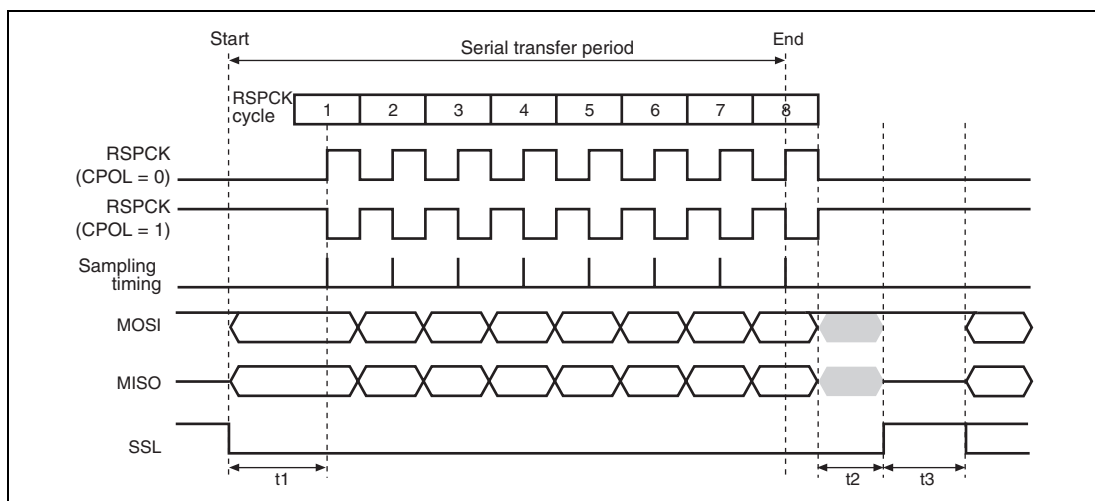 Start
End
Serial transfer period
RSPCK
cycle
1 2 3 4 5 6 7 8
RSPCK
(CPOL = 0)
RSPCK
(CPOL = 1)
Sampling
timing
MOSI
MISO
SSL
t1
t2
t3